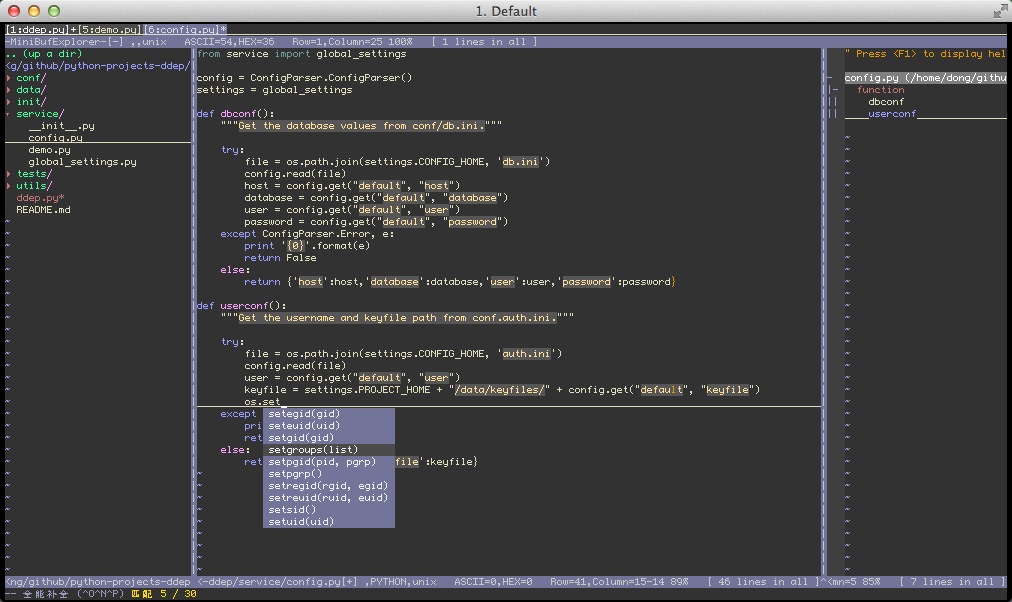 1. Default
[1:ddep.py]+[5:demo.py][6:config.py]*
-MiniBufExplorer-[-] ,,unix ASCII=54,HEX=36 Row=1,Column=25 100% [ 1 lines in all ]
.. (up a dir)
<g/github/python-projects-ddep/
conf/
data/
init/
service/
__init__.py
config.py
demo.py
global_settings.py
tests/
utils/
ddep.py*
README.md
from service import global_settings
config = ConfigParser.ConfigParser()
settings = global_settings
def dbconf():
"""Get the database values from conf/db.ini."""
try:
file = os.path.join(settings.CONFIG_HOME, 'db.ini')
config.read(file)
host = config.get("default", "host")
database = config.get("default", "database")
user = config.get("default", "user")
password = config.get("default", "password")
except ConfigParser.Error, e:
print '{0}'.format(e)
return False
else:
return {'host':host,'database':database,'user':user,'password':password}
def userconf():
"""Get the username and keyfile path from conf.auth.ini."""
try:
file = os.path.join(settings.CONFIG_HOME, 'auth.ini')
config.read(file)
user = config.get("default", "user")
keyfile = settings.PROJECT_HOME + "/data/keyfiles/" + config.get("default", "keyfile")
os.set_
except setegid(gid)
pri seteuid(uid)
ret setgid(gid)
else: setgroups(list)
ret setpgid(pid, pgrp) file':keyfile}
setpgrp()
setregid(rgid, egid)
setreuid(ruid, euid)
setsid()
setuid(uid)
" Press <F1> to display hel
config.py (/home/dong/githu
function
dbconf
userconf
<ng/github/python-projects-ddep <-ddep/service/config.py[+] ,PYTHON,unix ASCII=0,HEX=0 Row=41,Column=15-14 89% [ 46 lines in all ] ^<mn=5 85% [ 7 lines in all ]
-- 全能补全 (^O^N^P) 匹配 5 / 30